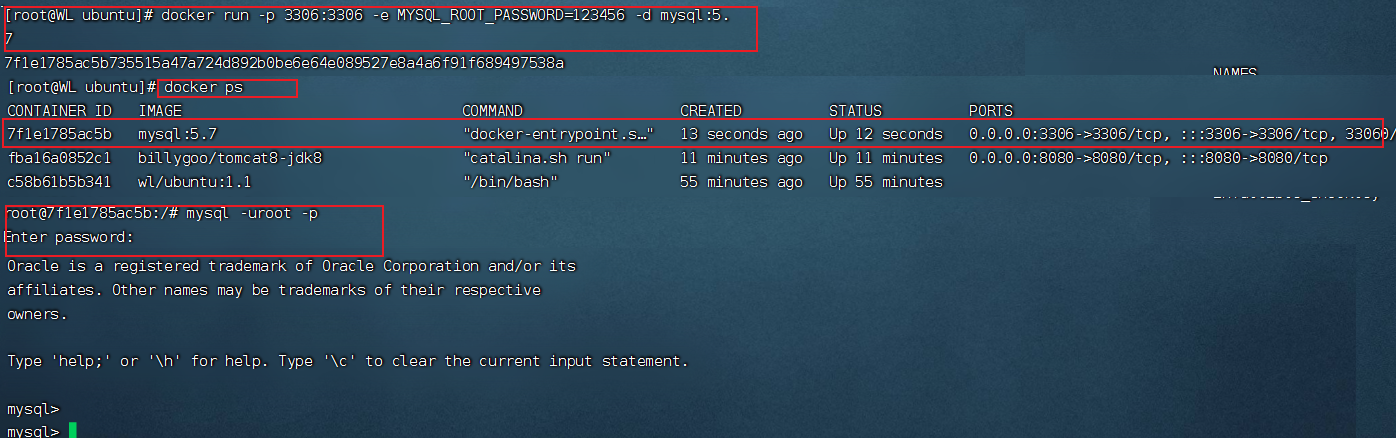 [root@WL ubuntu]# docker run -p 3306:3306 -e MYSQL_ROOT_PASSWORD=123456 -d mysql:5.
7
7f1e1785ac5b735515a47a724d892b0be6e64e089527e8a4a6f91f689497538a
NAMES
[root@WL ubuntu]# docker ps
CONTAINER ID IMAGE COMMAND CREATED STATUS PORTS
7f1e1785ac5b mysql:5.7 "docker-entrypoint.s…" 13 seconds ago Up 12 seconds 0.0.0.0:3306->3306/tcp, :::3306->3306/tcp, 33060/
fba16a0852c1 billygoo/tomcat8-jdk8 "catalina.sh run" 11 minutes ago Up 11 minutes 0.0.0.0:8080->8080/tcp, :::8080->8080/tcp
c58b61b5b341 wl/ubuntu:1.1 "/bin/bash" 55 minutes ago Up 55 minutes
root@7f1e1785ac5b:/# mysql -uroot -p
Enter password:
Oracle is a registered trademark of Oracle Corporation and/or its
affiliates. Other names may be trademarks of their respective
owners.
Type 'help;' or '\h' for help. Type '\c' to clear the current input statement.
mysql>
mysql>